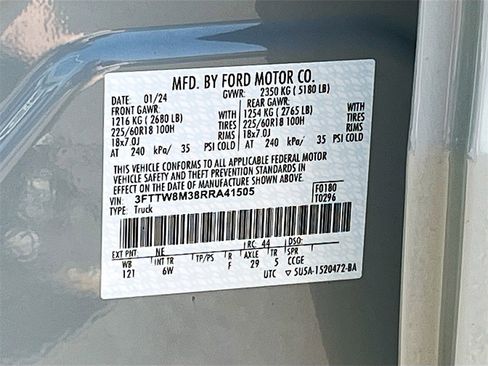 MFD. BY FORD MOTOR CO.
DATE 01/24 GVWR: 2350 KG ( 5180 LB)
FRONT GAWR: REAR GAWR:
1216 KG ( 2680 LB) WITH 1254 KG ( 2765 LB) WITH
225/60R18 100H TIRES 225/60R18 100H TIRES
18x7.0J RIMS 18x7.0J RIMS
AT 240 kPa/ 35 PSI COLD AT 240 kPa/ 35 PSI COLD
THIS VEHICLE CONFORMS TO ALL APPLICABLE FEDERAL MOTOR
VEHICLE SAFETY AND THEFT PREVENTION STANDARDS IN
EFFECT ON THE DATE OF MANUFACTURE SHOWN ABOVE.
VIN: 3FTTW8M38RRA41505 F0180
TYPE: Truck T0296
EXT PNT: NE RC: 44 DSO:
WB INT TR TP/PS R AXLE TR SPR
121 6W F 29 5 CCGE
UTC ▽ SU5A-1520472-BA